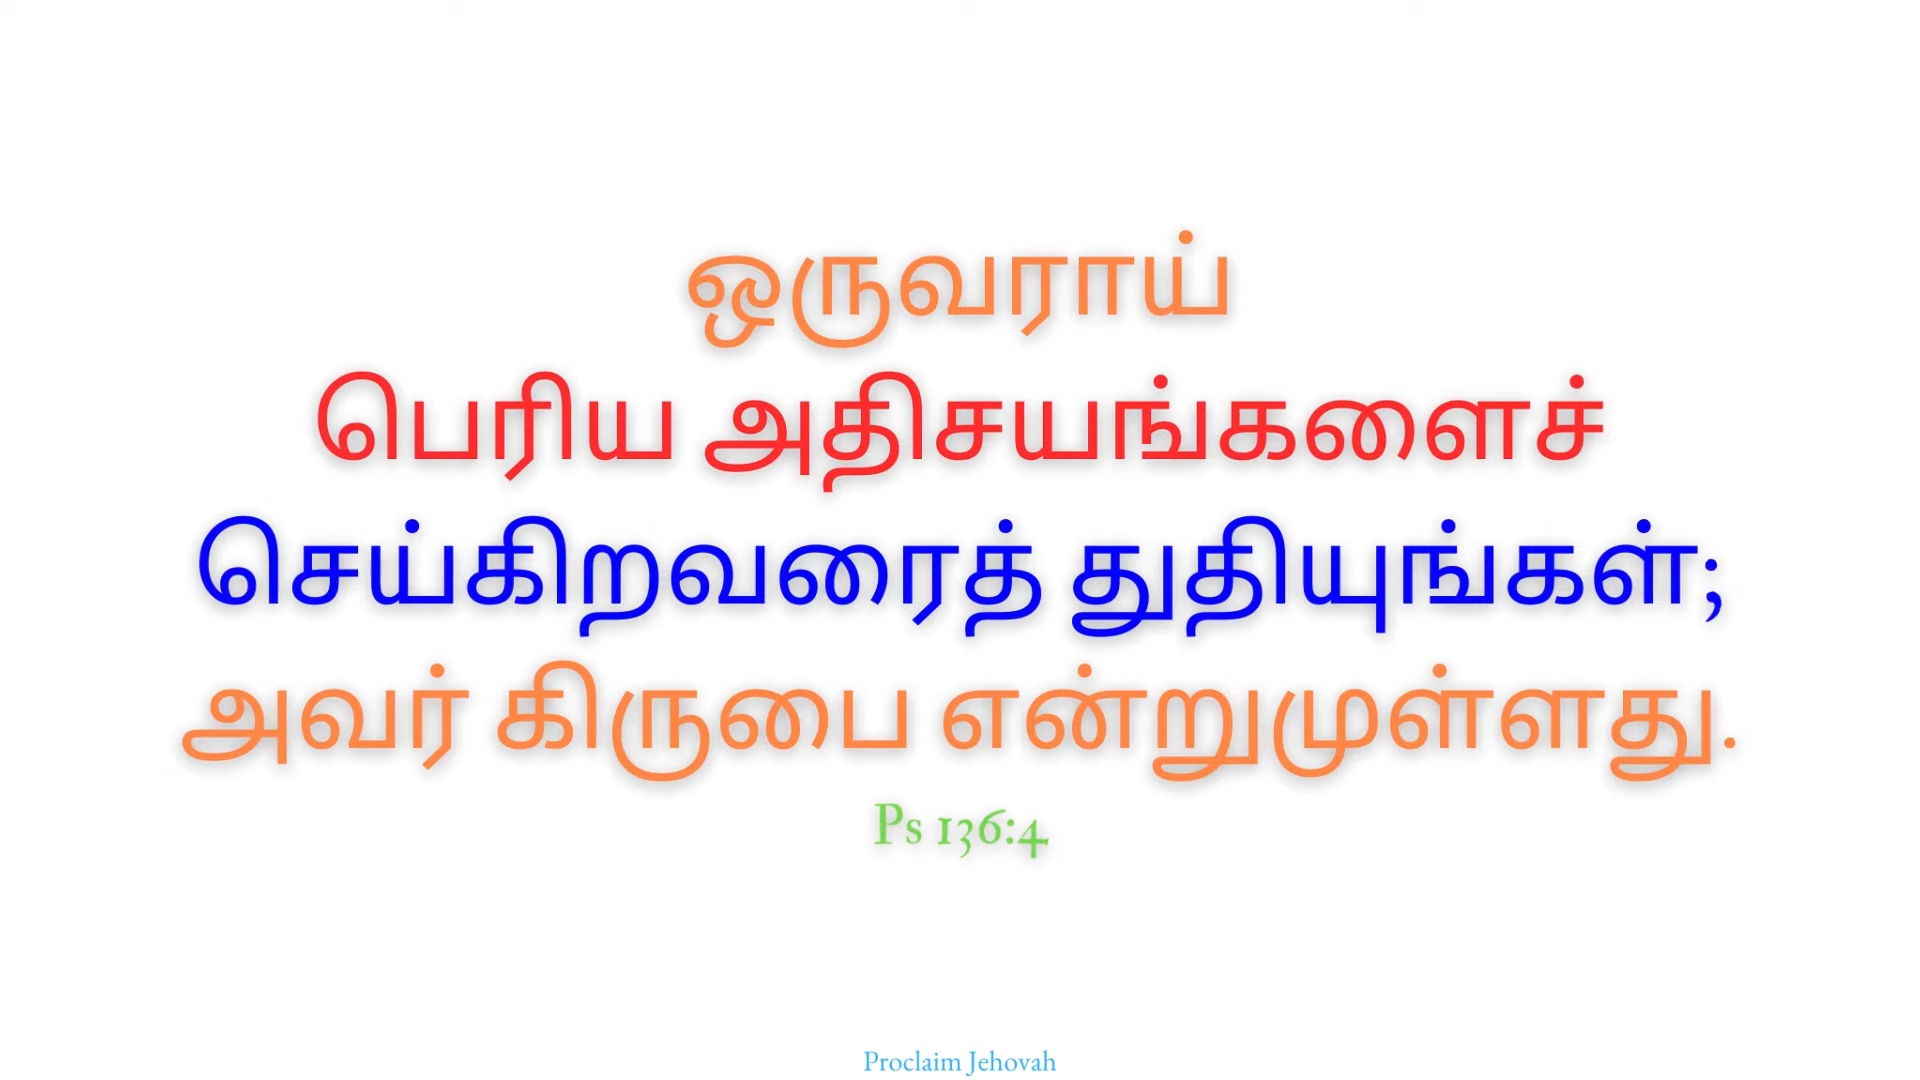 ஒருவராய்
பெரிய அதிசயங்களைச்
செய்கிறவரைத் துதியுங்கள்;
அவர் கிருபை என்றுமுள்ளது.
Ps 136:4
Proclaim Jehovah